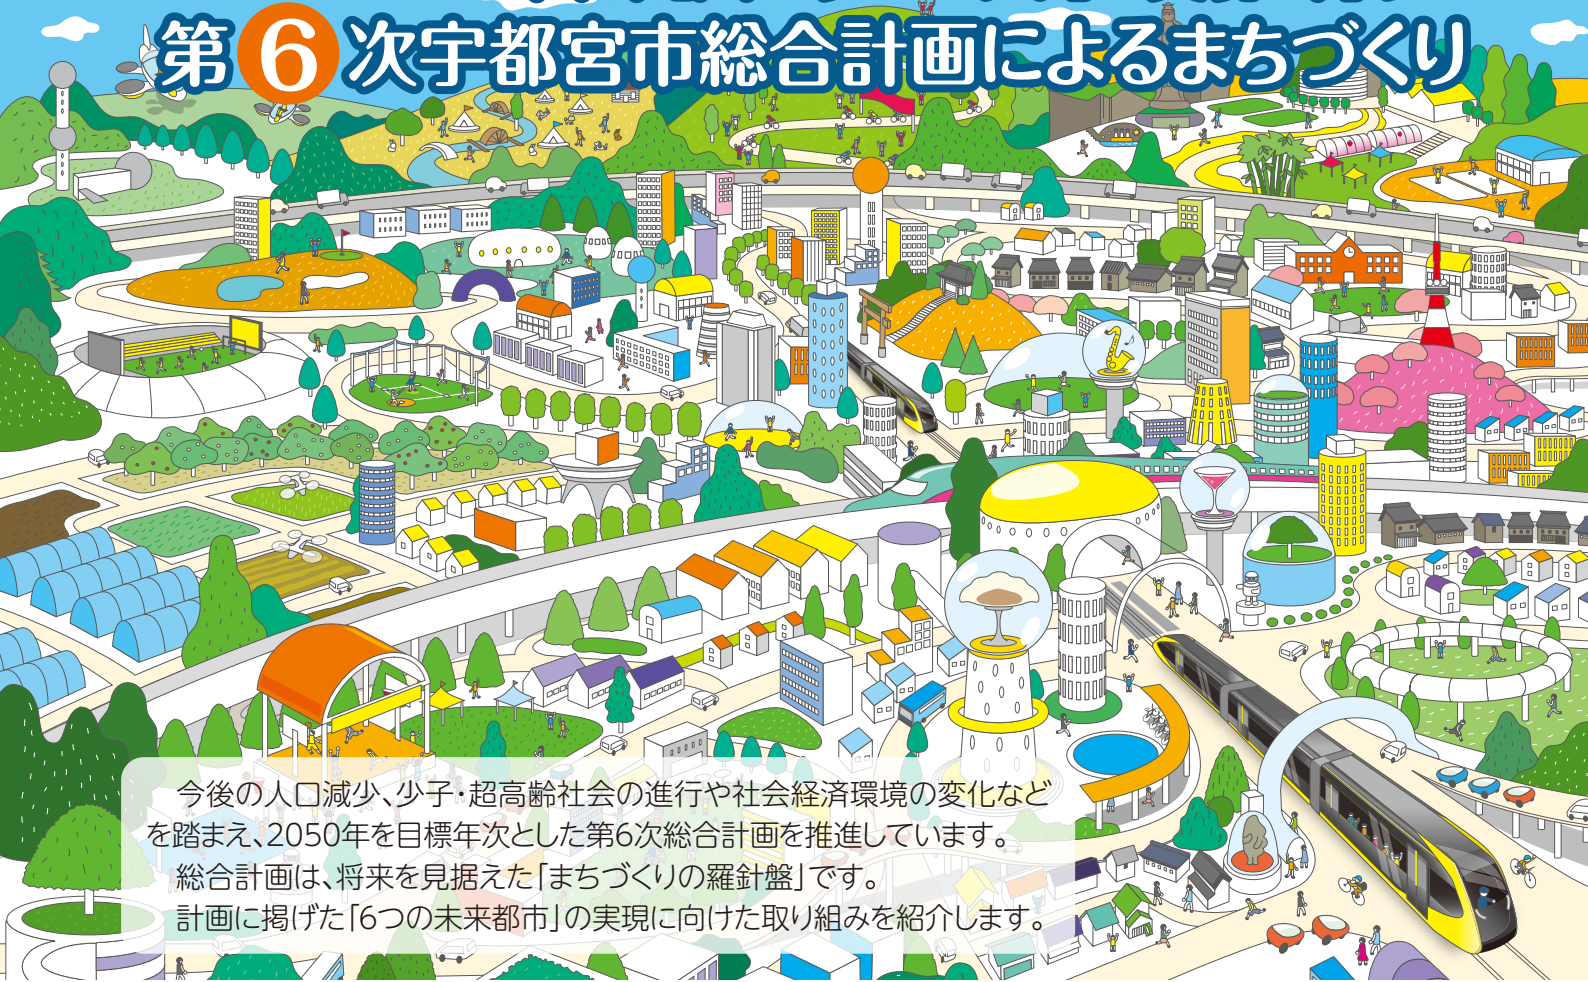 第6次宇都宮市総合計画によるまちづくり
今後の人口減少、少子・超高齢社会の進行や社会経済環境の変化など
を踏まえ、2050年を目標年次とした第6次総合計画を推進しています。
総合計画は、将来を見据えた「まちづくりの羅針盤」です。
計画に掲げた「6つの未来都市」の実現に向けた取り組みを紹介します。